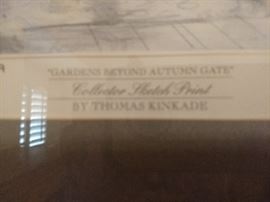 "GARDENS BEYOND AUTUMN GATE"
Collector Sketch Print
BY THOMAS KINKADE